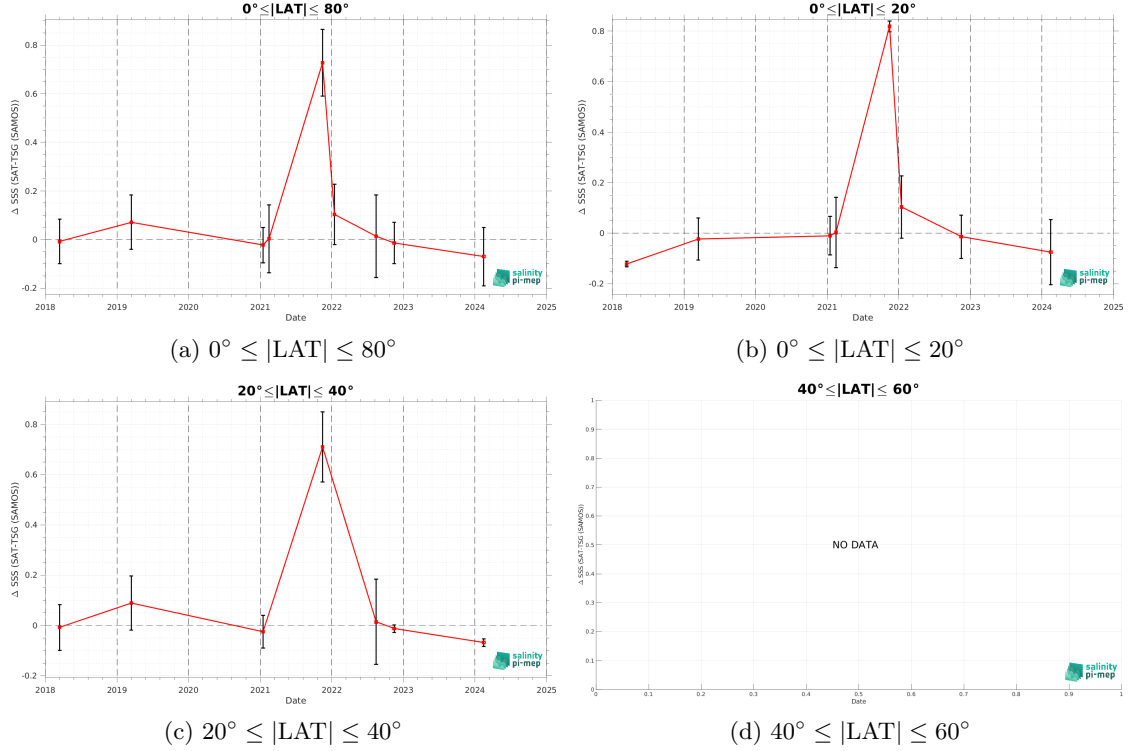 0°≤|LAT|≤ 80°
Δ SSS (SAT-TSG (SAMOS))
0.8
0.6
0.4
0.2
0
-0.2
2018 2019 2020 2021 2022 2023 2024 2025
Date
salinity
pi-mep
(a) 0° ≤ |LAT| ≤ 80°
0°≤|LAT|≤ 20°
Δ SSS (SAT-TSG (SAMOS))
0.8
0.6
0.4
0.2
0
-0.2
2018 2019 2020 2021 2022 2023 2024 2025
Date
salinity
pi-mep
(b) 0° ≤ |LAT| ≤ 20°
20°≤|LAT|≤ 40°
Δ SSS (SAT-TSG (SAMOS))
0.8
0.6
0.4
0.2
0
-0.2
2018 2019 2020 2021 2022 2023 2024 2025
Date
salinity
pi-mep
(c) 20° ≤ |LAT| ≤ 40°
40°≤|LAT|≤ 60°
Δ SSS (SAT-TSG (SAMOS))
1
0.9
0.8
0.7
0.6
0.5
0.4
0.3
0.2
0.1
0
NO DATA
0 0.1 0.2 0.3 0.4 0.5 0.6 0.7 0.8 0.9 1
Date
salinity
pi-mep
(d) 40° ≤ |LAT| ≤ 60°